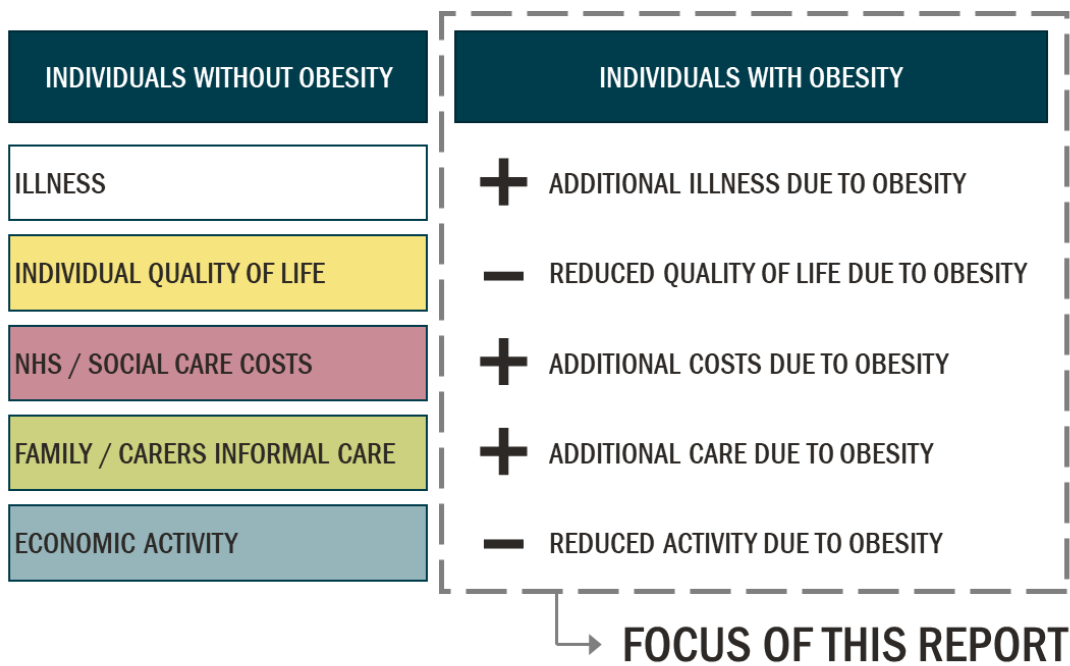 INDIVIDUALS WITHOUT OBESITY
INDIVIDUALS WITH OBESITY
ILLNESS
+ ADDITIONAL ILLNESS DUE TO OBESITY
INDIVIDUAL QUALITY OF LIFE
− REDUCED QUALITY OF LIFE DUE TO OBESITY
NHS / SOCIAL CARE COSTS
+ ADDITIONAL COSTS DUE TO OBESITY
FAMILY / CARERS INFORMAL CARE
+ ADDITIONAL CARE DUE TO OBESITY
ECONOMIC ACTIVITY
− REDUCED ACTIVITY DUE TO OBESITY
FOCUS OF THIS REPORT